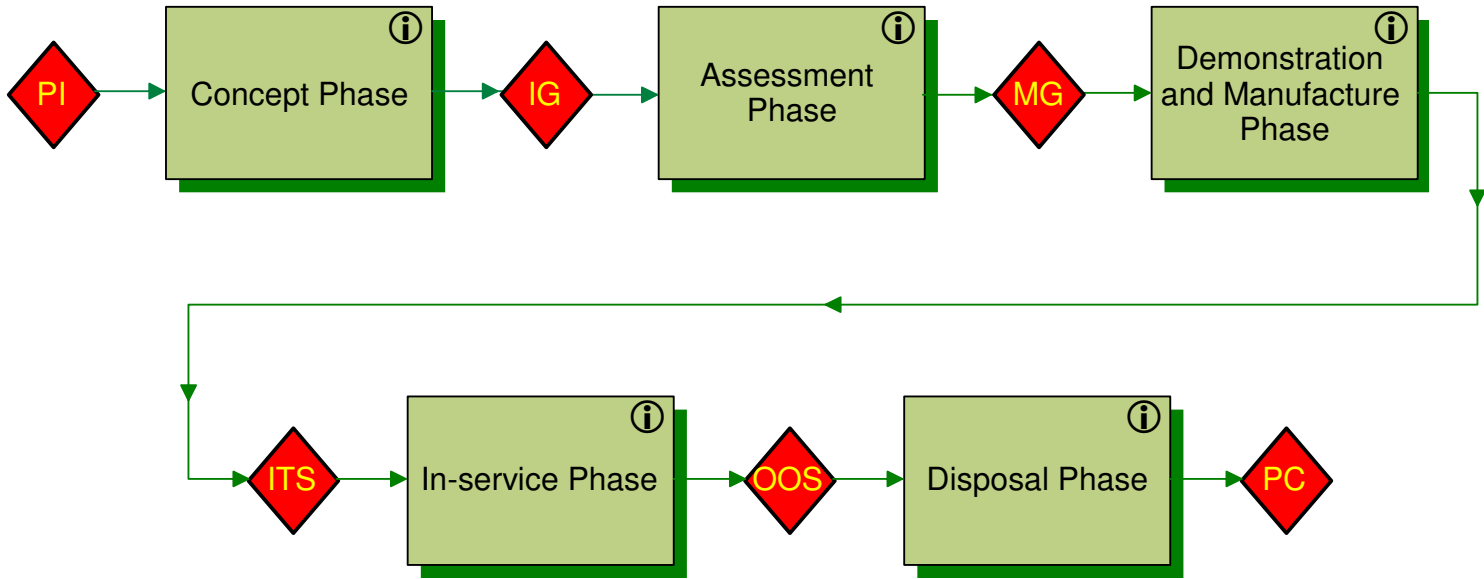 PI
Concept Phase
IG
Assessment
Phase
MG
Demonstration
and Manufacture
Phase
ITS
In-service Phase
OOS
Disposal Phase
PC